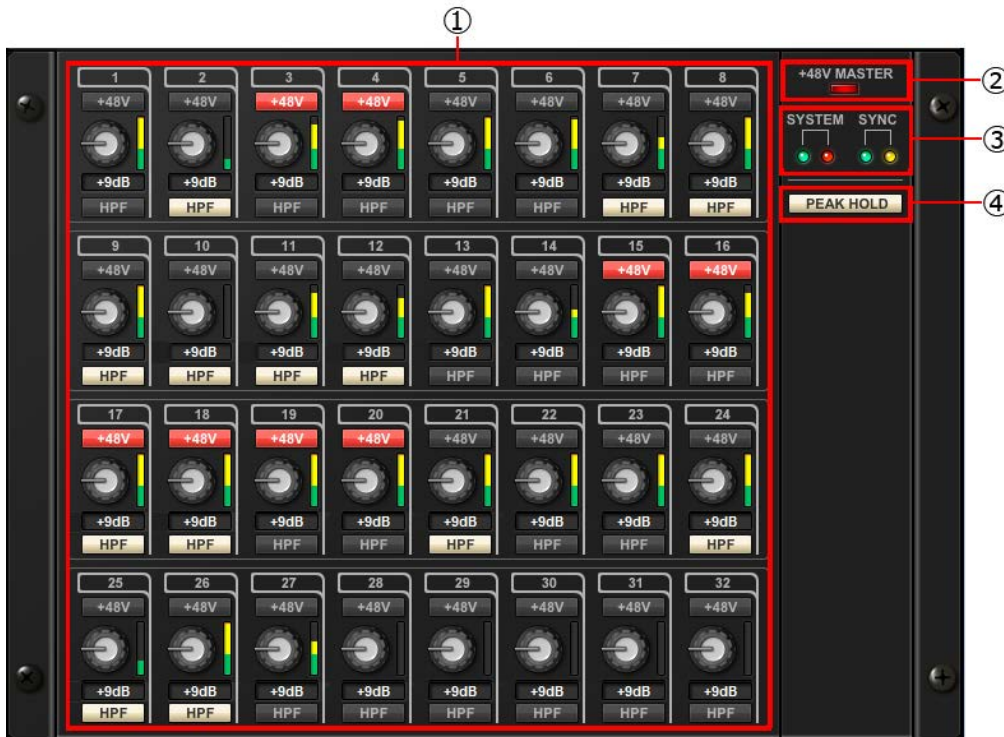 ①
1 2 3 4 5 6 7 8 +48V MASTER ②
+48V +48V +48V +48V +48V +48V +48V +48V
SYSTEM SYNC ③
+9dB +9dB +9dB +9dB +9dB +9dB +9dB +9dB
HPF HPF HPF HPF HPF HPF HPF HPF PEAK HOLD ④
9 10 11 12 13 14 15 16
+48V +48V +48V +48V +48V +48V +48V +48V
+9dB +9dB +9dB +9dB +9dB +9dB +9dB +9dB
HPF HPF HPF HPF HPF HPF HPF HPF
17 18 19 20 21 22 23 24
+48V +48V +48V +48V +48V +48V +48V +48V
+9dB +9dB +9dB +9dB +9dB +9dB +9dB +9dB
HPF HPF HPF HPF HPF HPF HPF HPF
25 26 27 28 29 30 31 32
+48V +48V +48V +48V +48V +48V +48V +48V
+9dB +9dB +9dB +9dB +9dB +9dB +9dB +9dB
HPF HPF HPF HPF HPF HPF HPF HPF